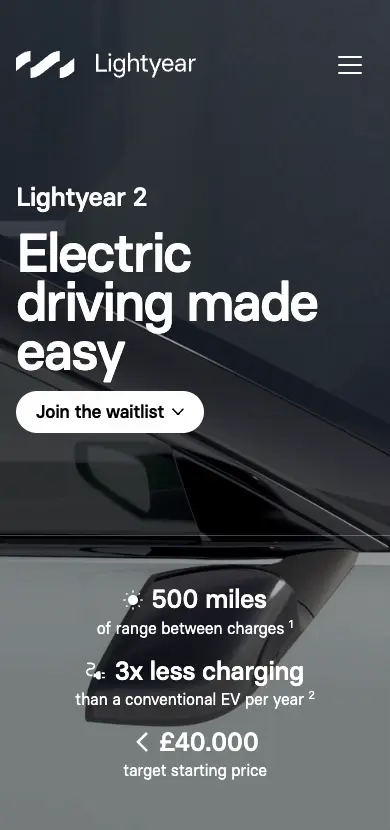 Lightyear
Lightyear 2
Electric
driving made
easy
Join the waitlist
500 miles
of range between charges ¹
3x less charging
than a conventional EV per year ²
< £40.000
target starting price